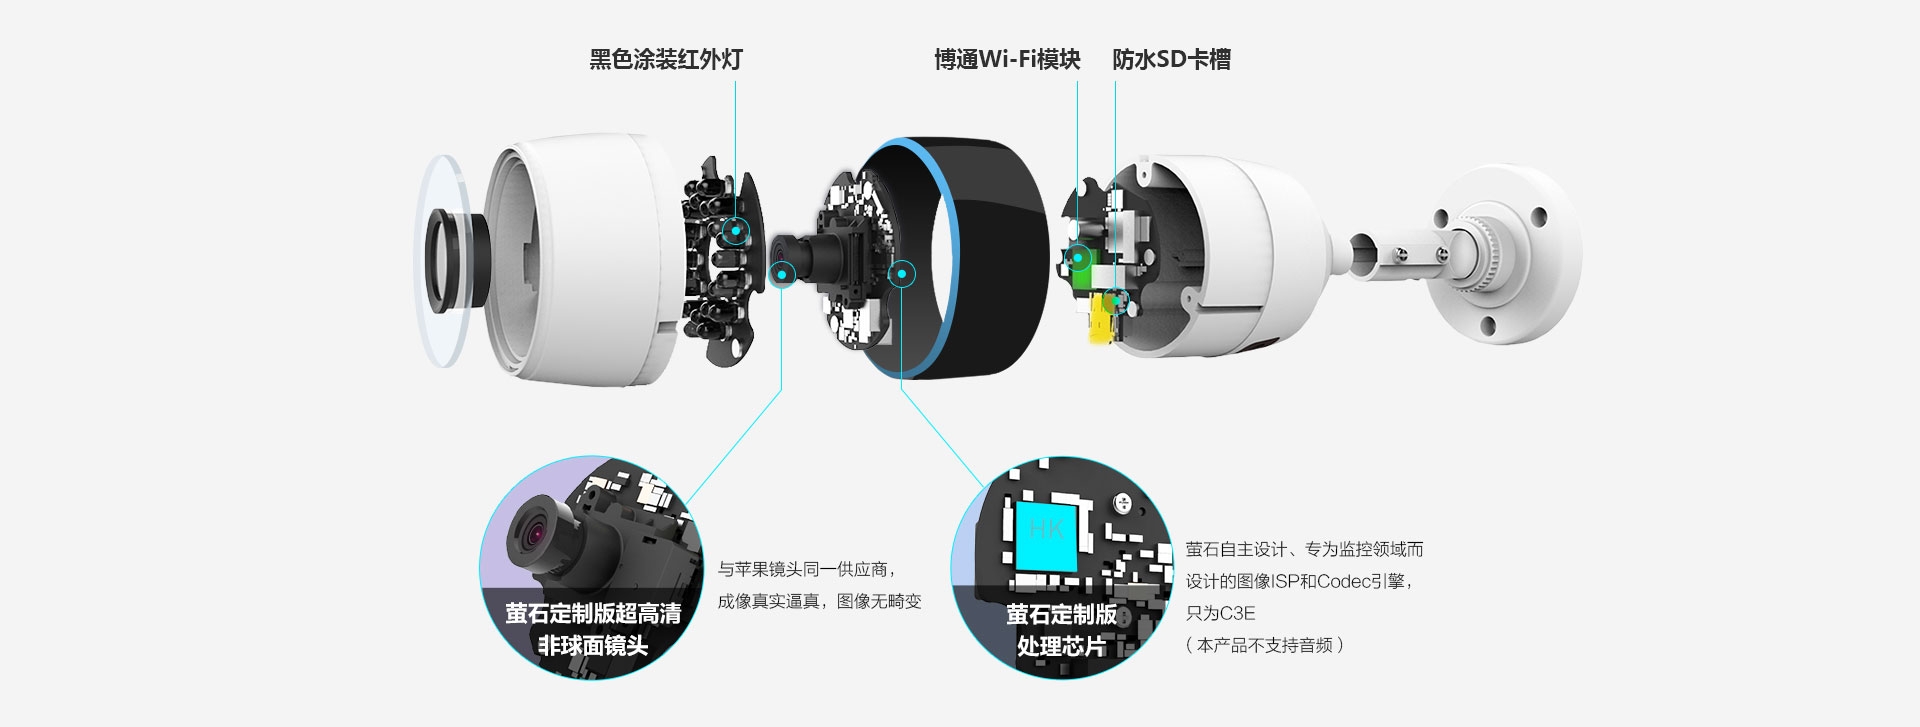 黑色涂装红外灯
博通Wi-Fi模块
防水SD卡槽
HK
萤石定制版超高清
非球面镜头
与苹果镜头同一供应商，
成像真实逼真，图像无畸变
萤石定制版
处理芯片
萤石自主设计、专为监控领域而
设计的图像ISP和Codec引擎，
只为C3E
（本产品不支持音频）